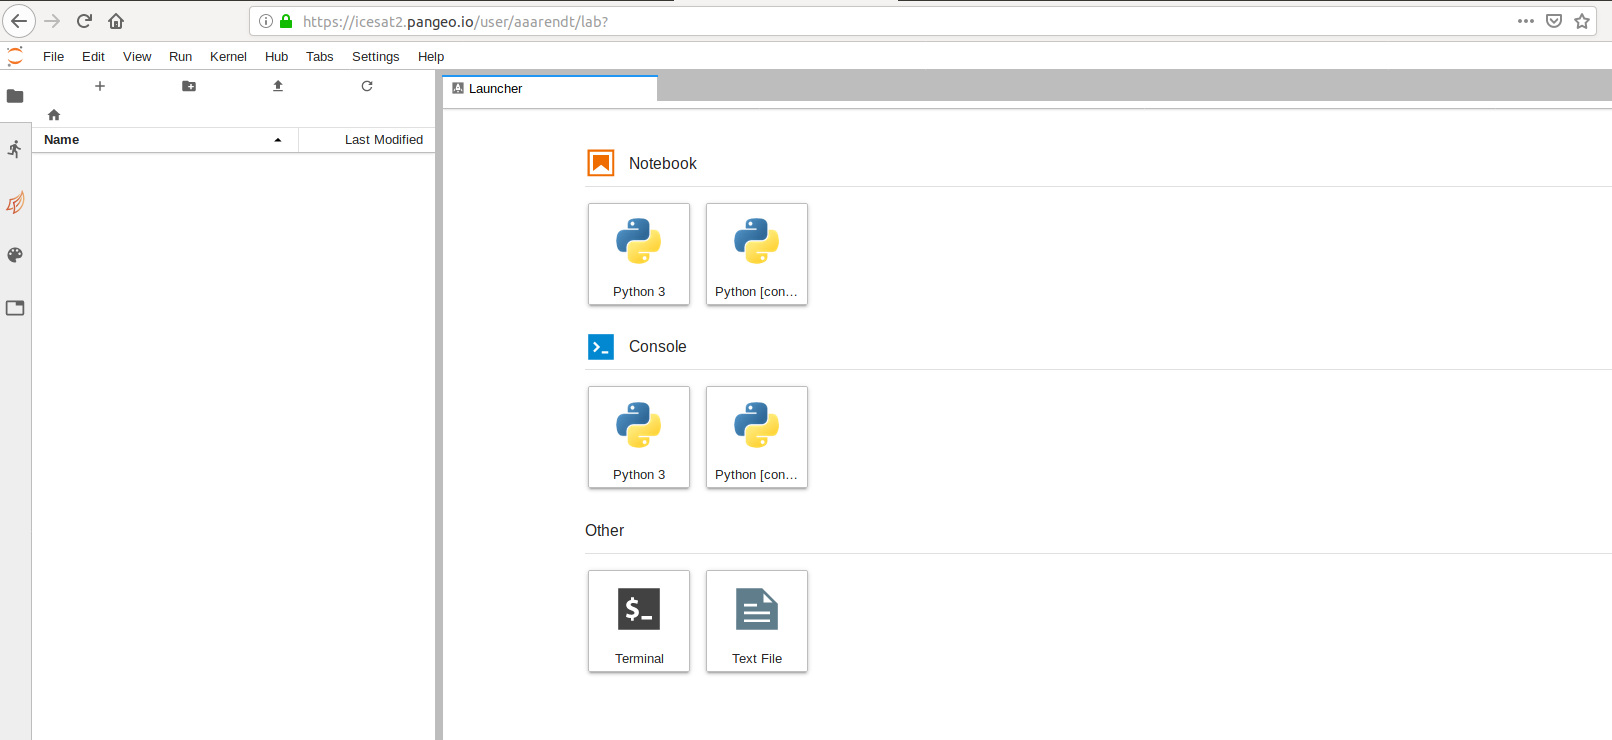 https://icesat2.pangeo.io/user/aaarendt/lab?
File Edit View Run Kernel Hub Tabs Settings Help
Launcher
Name Last Modified
Notebook
Python 3 Python [con...
Console
Python 3 Python [con...
Other
$_
Terminal Text File